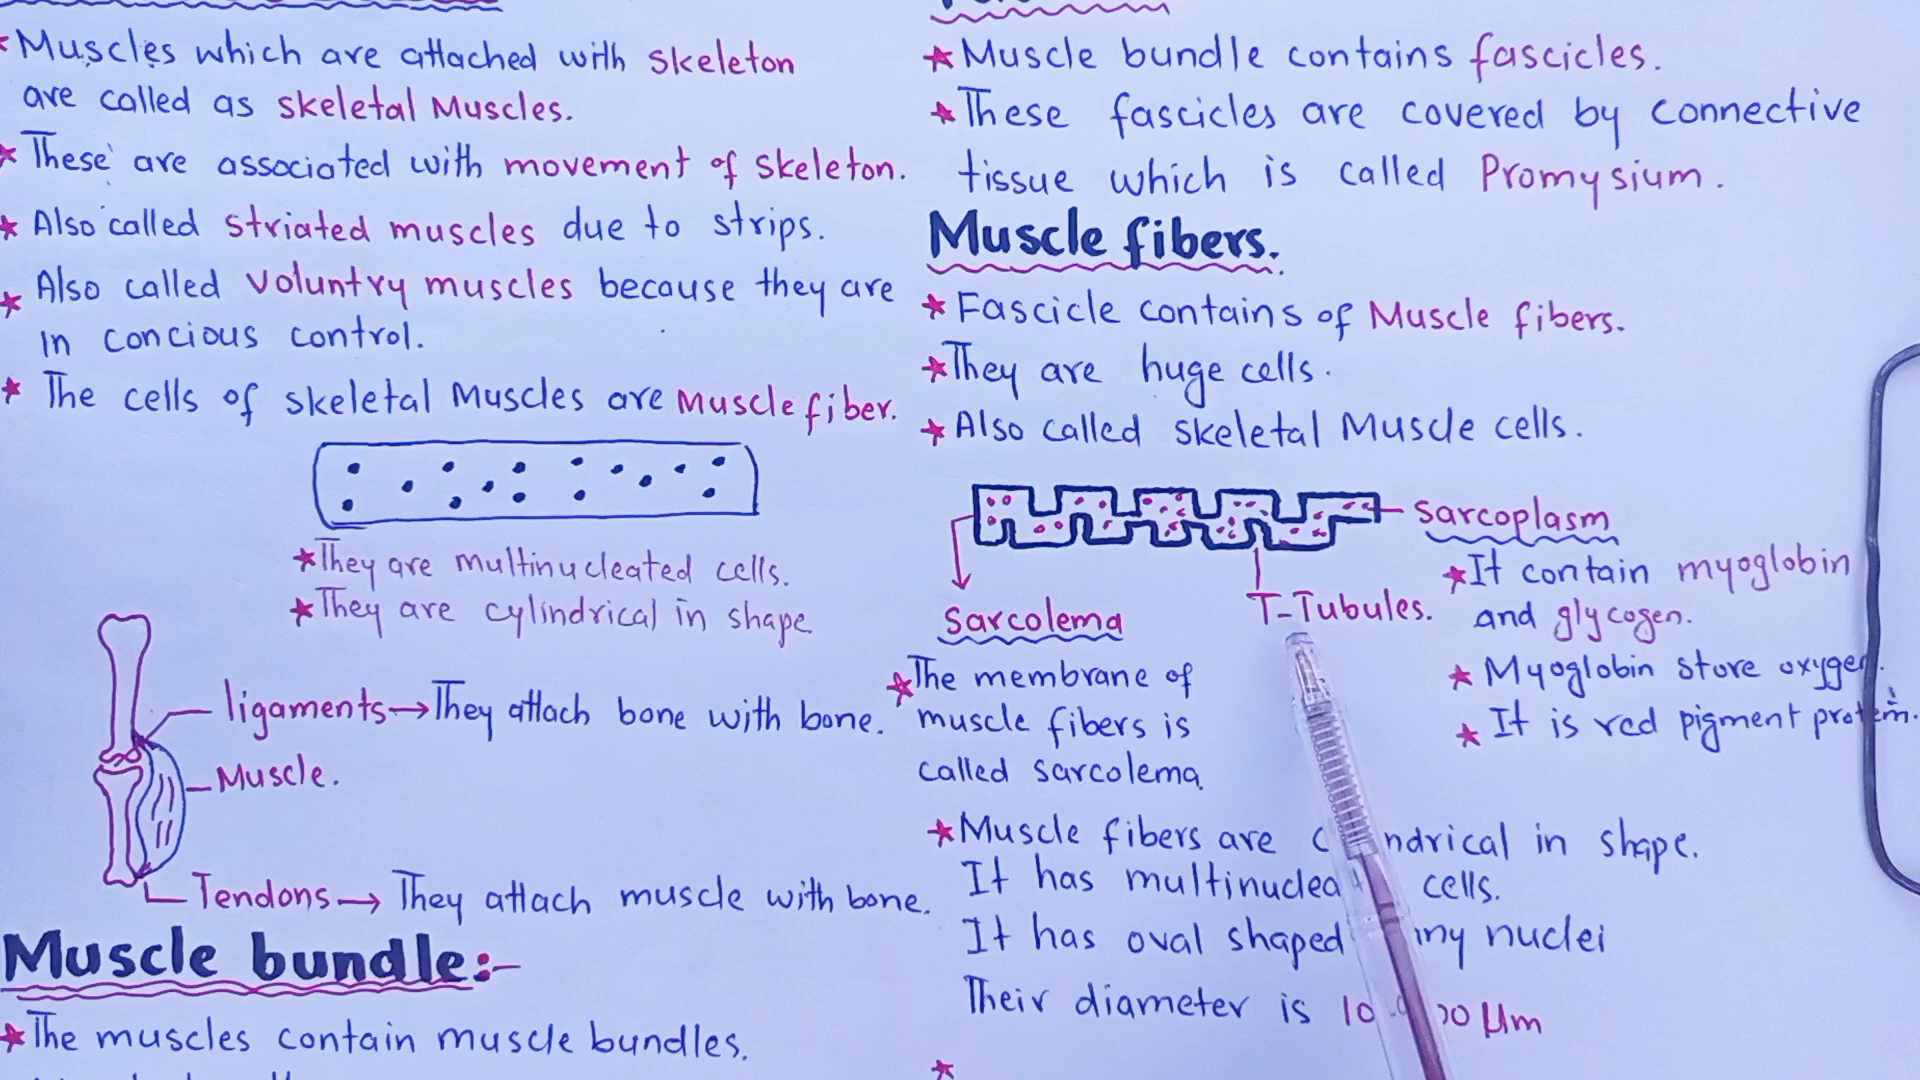 Muscles which are attached with skeleton
are called as skeletal Muscles.
These are associated with movement of skeleton.
Also called striated muscles due to strips.
Also called voluntry muscles because they are
in concious control.
The cells of skeletal Muscles are Muscle fiber.
They are multinucleated cells.
They are cylindrical in shape
ligaments → They attach bone with bone.
Muscle.
Tendons → They attach muscle with bone.
Muscle bundle:-
The muscles contain muscle bundles.
Muscle bundle contains fascicles.
These fascicles are covered by connective
tissue which is called Promysium.
Muscle fibers.
Fascicle contains of Muscle fibers.
They are huge cells.
Also called skeletal Muscle cells.
Sarcoplasm
It contain myoglobin
and glycogen.
Myoglobin store oxygen.
It is red pigment protein.
T-Tubules.
Sarcolema
The membrane of
muscle fibers is
called sarcolema.
Muscle fibers are in shape.
It has cells.
It has oval shaped nuclei
Their diameter is µm